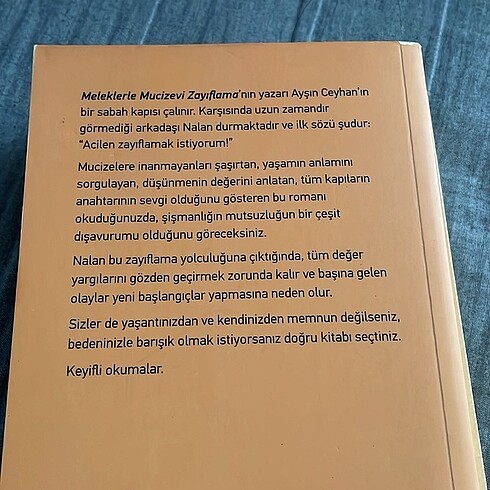 Meleklerle Mucizevi Zayıflama'nın yazarı Ayşın Ceyhan'ın
bir sabah kapısı çalınır. Karşısında uzun zamandır
görmediği arkadaşı Nalan durmaktadır ve ilk sözü şudur:
"Acilen zayıflamak istiyorum!"
Mucizelere inanmayanları şaşırtan, yaşamın anlamını
sorgulayan, düşünmenin değerini anlatan, tüm kapıların
anahtarının sevgi olduğunu gösteren bu romanı
okuduğunuzda, şişmanlığın mutsuzluğun bir çeşit
dışavurumu olduğunu göreceksiniz.
Nalan bu zayıflama yolculuğuna çıktığında, tüm değer
yargılarını gözden geçirmek zorunda kalır ve başına gelen
olaylar yeni başlangıçlar yapmasına neden olur.
Sizler de yaşantınızdan ve kendinizden memnun değilseniz,
bedeninizle barışık olmak istiyorsanız doğru kitabı seçtiniz.
Keyifli okumalar.